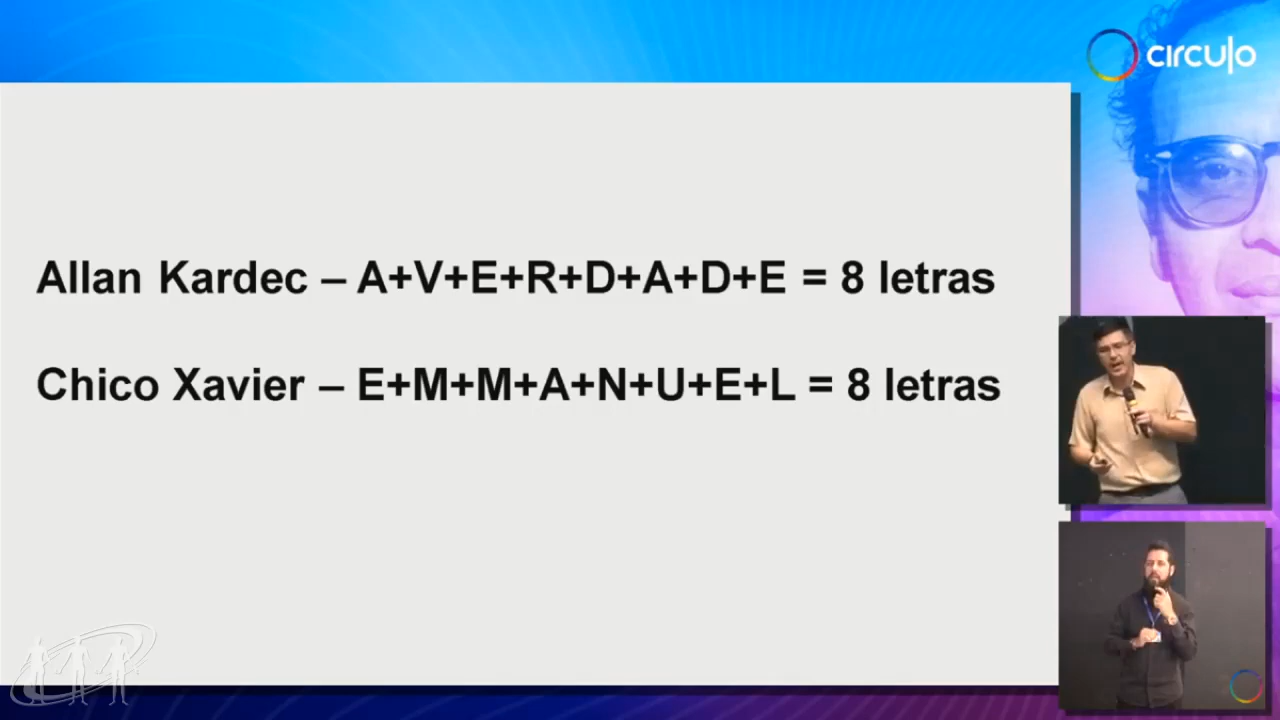 circulo
Allan Kardec – A+V+E+R+D+A+D+E = 8 letras
Chico Xavier – E+M+M+A+N+U+E+L = 8 letras